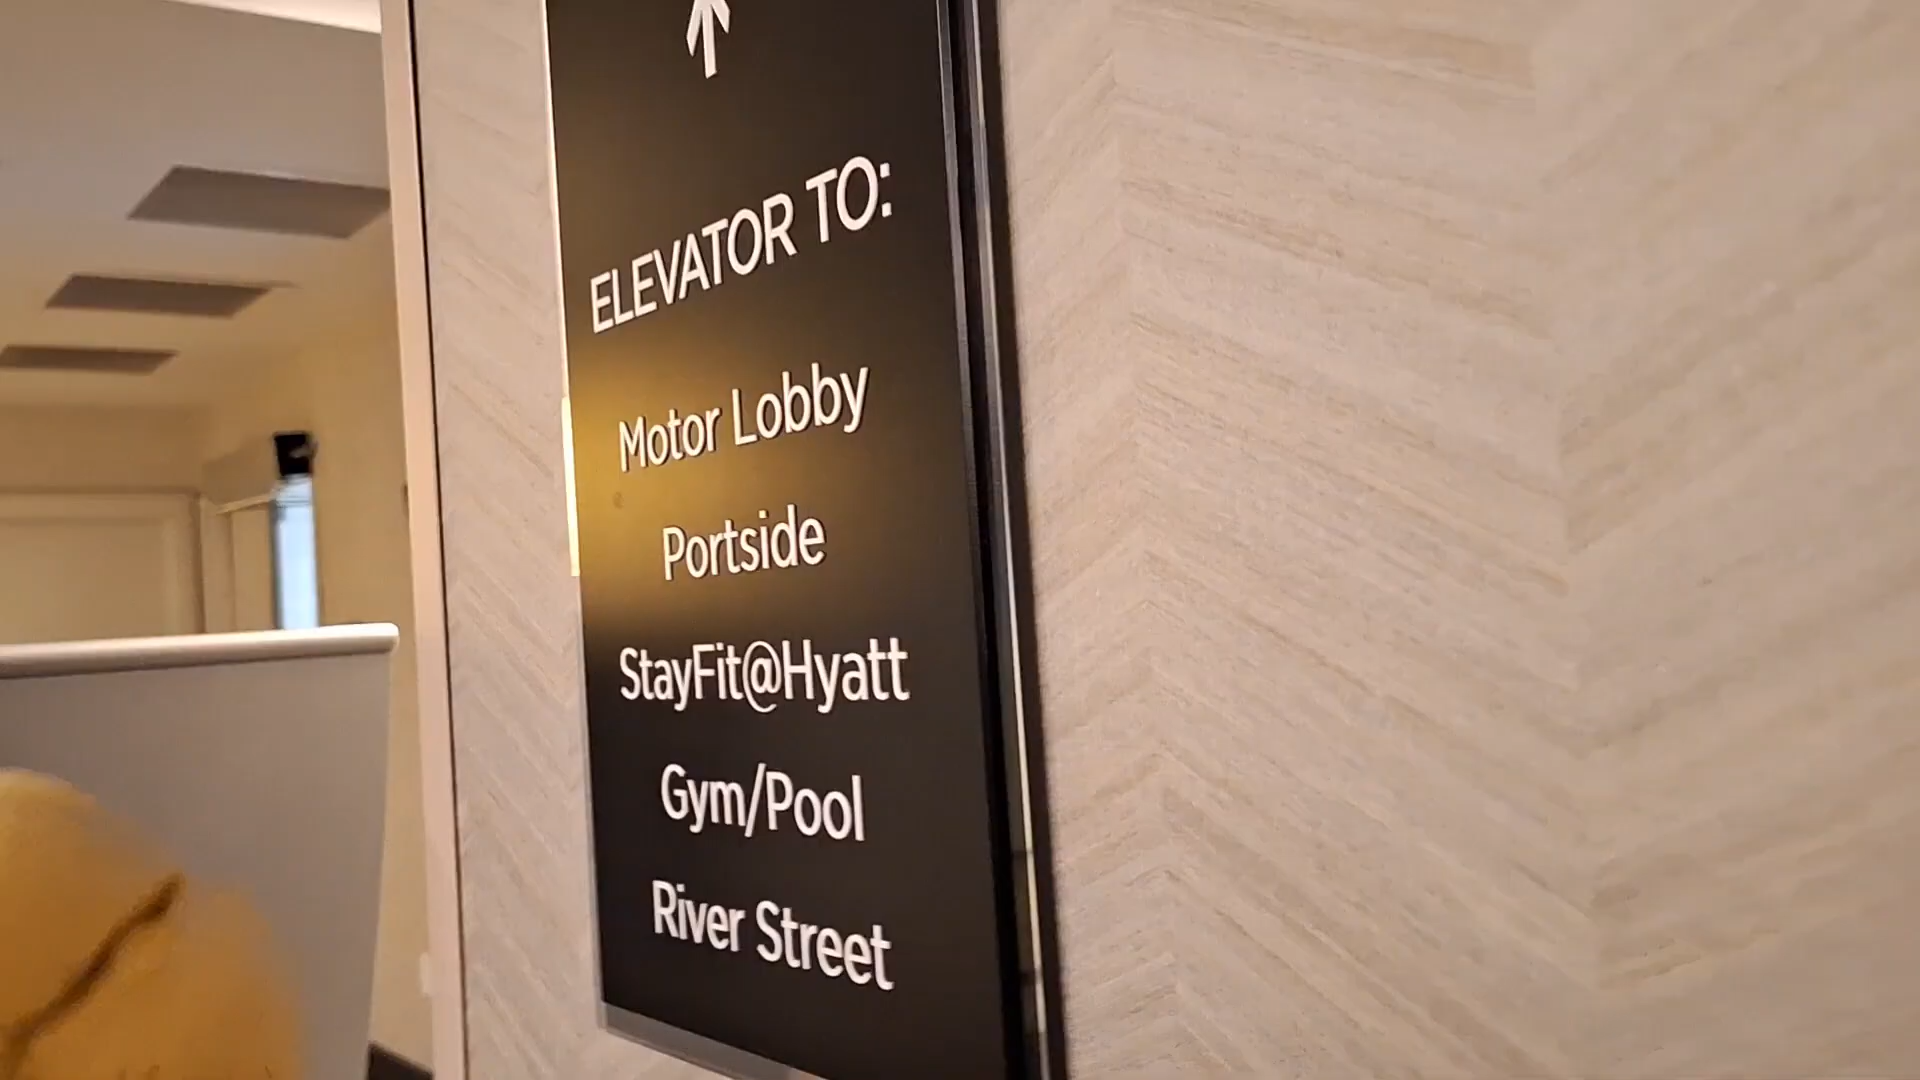 ELEVATOR TO:
Motor Lobby
Portside
StayFit@Hyatt
Gym/Pool
River Street